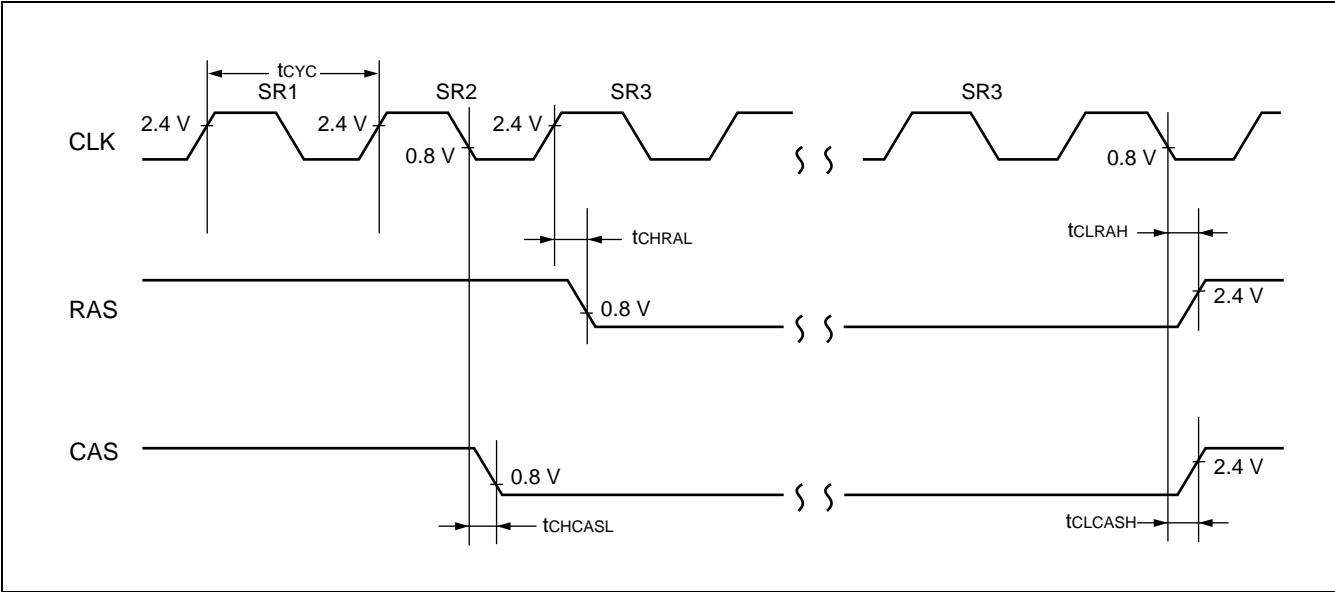 tCYC
SR1 SR2 SR3 SR3
2.4 V 2.4 V 2.4 V
CLK 0.8 V 0.8 V
tCHRAL tCLRAH
RAS 0.8 V 2.4 V
CAS 0.8 V 2.4 V
tCHCASL tCLCASH